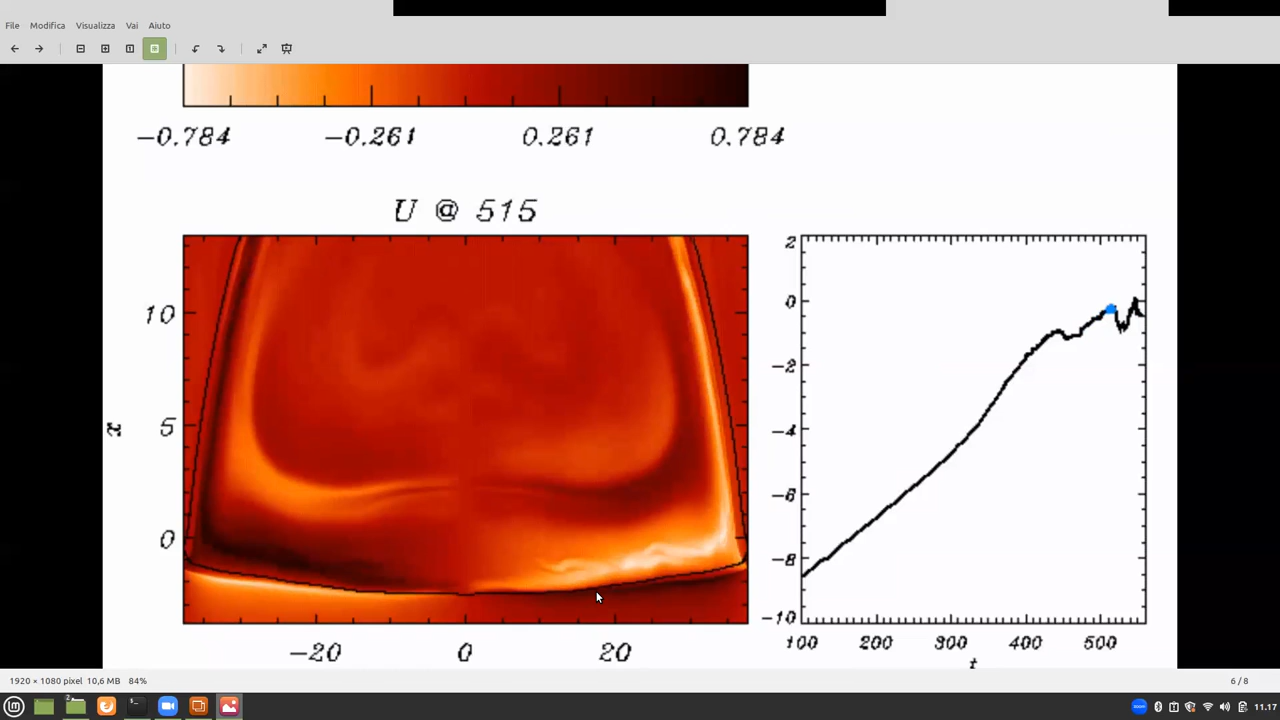 File Modifica Visualizza Vai Aiuto
−0.784 −0.261 0.261 0.784
U @ 515
10
5
0
x
−20 0 20
2
0
−2
−4
−6
−8
−10
100 200 300 400 500
t
1920 × 1080 pixel 10,6 MB 84% 6 / 8
2
zoom 11.17